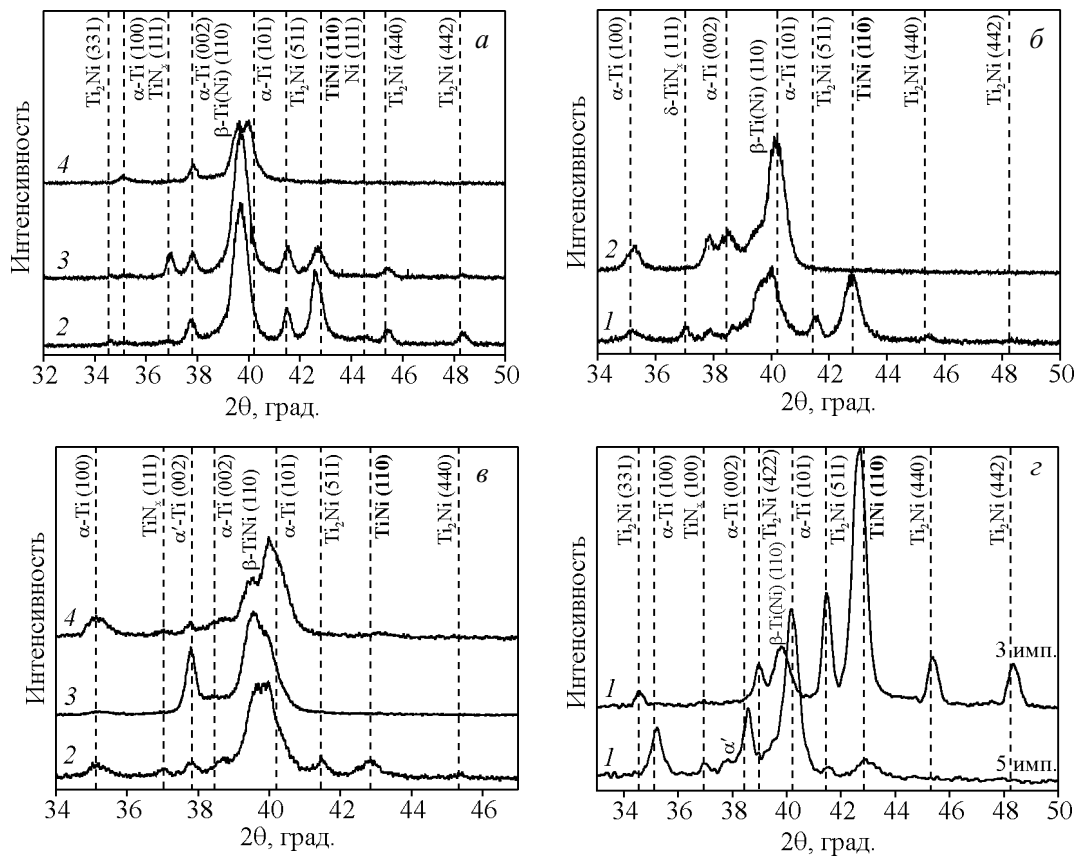 Ti₂Ni (331)
α-Ti (100)
TiNₓ (111)
α-Ti (002)
β-Ti(Ni) (110)
α-Ti (101)
Ti₂Ni (511)
TiNi (110)
Ni (111)
Ti₂Ni (440)
Ti₂Ni (442)
а
4
3
2
Интенсивность
32 34 36 38 40 42 44 46 48 50
2θ, град.
α-Ti (100)
δ-TiNₓ (111)
α-Ti (002)
β-Ti(Ni) (110)
α-Ti (101)
Ti₂Ni (511)
TiNi (110)
Ti₂Ni (440)
Ti₂Ni (442)
б
2
1
Интенсивность
34 36 38 40 42 44 46 48 50
2θ, град.
α-Ti (100)
TiNₓ (111)
α′-Ti (002)
α-Ti (002)
β-TiNi (110)
α-Ti (101)
Ti₂Ni (511)
TiNi (110)
Ti₂Ni (440)
в
4
3
2
Интенсивность
34 36 38 40 42 44 46
2θ, град.
Ti₂Ni (331)
α-Ti (100)
TiNₓ (100)
α-Ti (002)
Ti₂Ni (422)
β-Ti(Ni) (110)
α-Ti (101)
Ti₂Ni (511)
TiNi (110)
Ti₂Ni (440)
Ti₂Ni (442)
г
1
3 имп.
α′
1
5 имп.
Интенсивность
34 36 38 40 42 44 46 48 50
2θ, град.